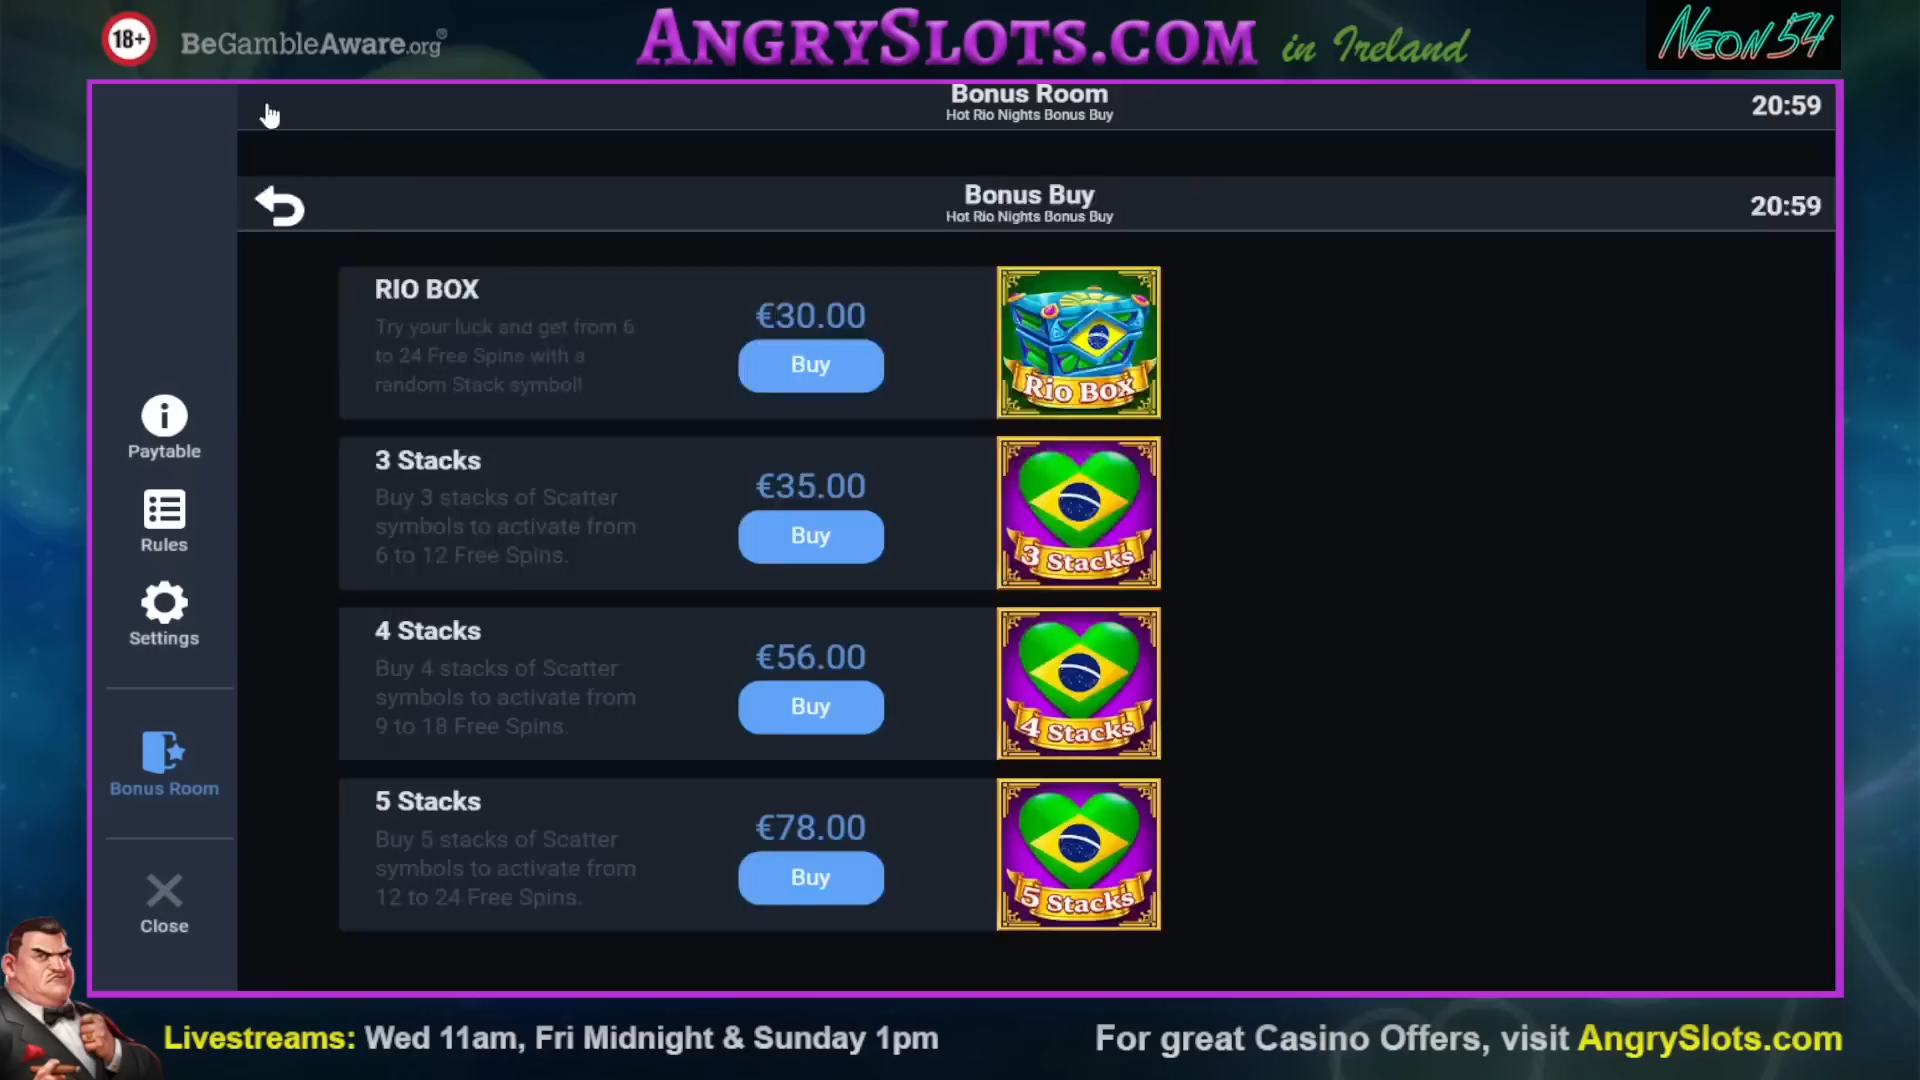 18+
BeGambleAware.org®
AngrySlots.com in Ireland
Neon54
Bonus Room
Hot Rio Nights Bonus Buy
20:59
Bonus Buy
Hot Rio Nights Bonus Buy
20:59
RIO BOX
Try your luck and get from 6
to 24 Free Spins with a
random Stack symbol!
€30.00
Buy
Rio Box
3 Stacks
Buy 3 stacks of Scatter
symbols to activate from
6 to 12 Free Spins.
€35.00
Buy
3 Stacks
4 Stacks
Buy 4 stacks of Scatter
symbols to activate from
9 to 18 Free Spins.
€56.00
Buy
4 Stacks
5 Stacks
Buy 5 stacks of Scatter
symbols to activate from
12 to 24 Free Spins.
€78.00
Buy
5 Stacks
Paytable
Rules
Settings
Bonus Room
Close
Livestreams: Wed 11am, Fri Midnight & Sunday 1pm
For great Casino Offers, visit AngrySlots.com